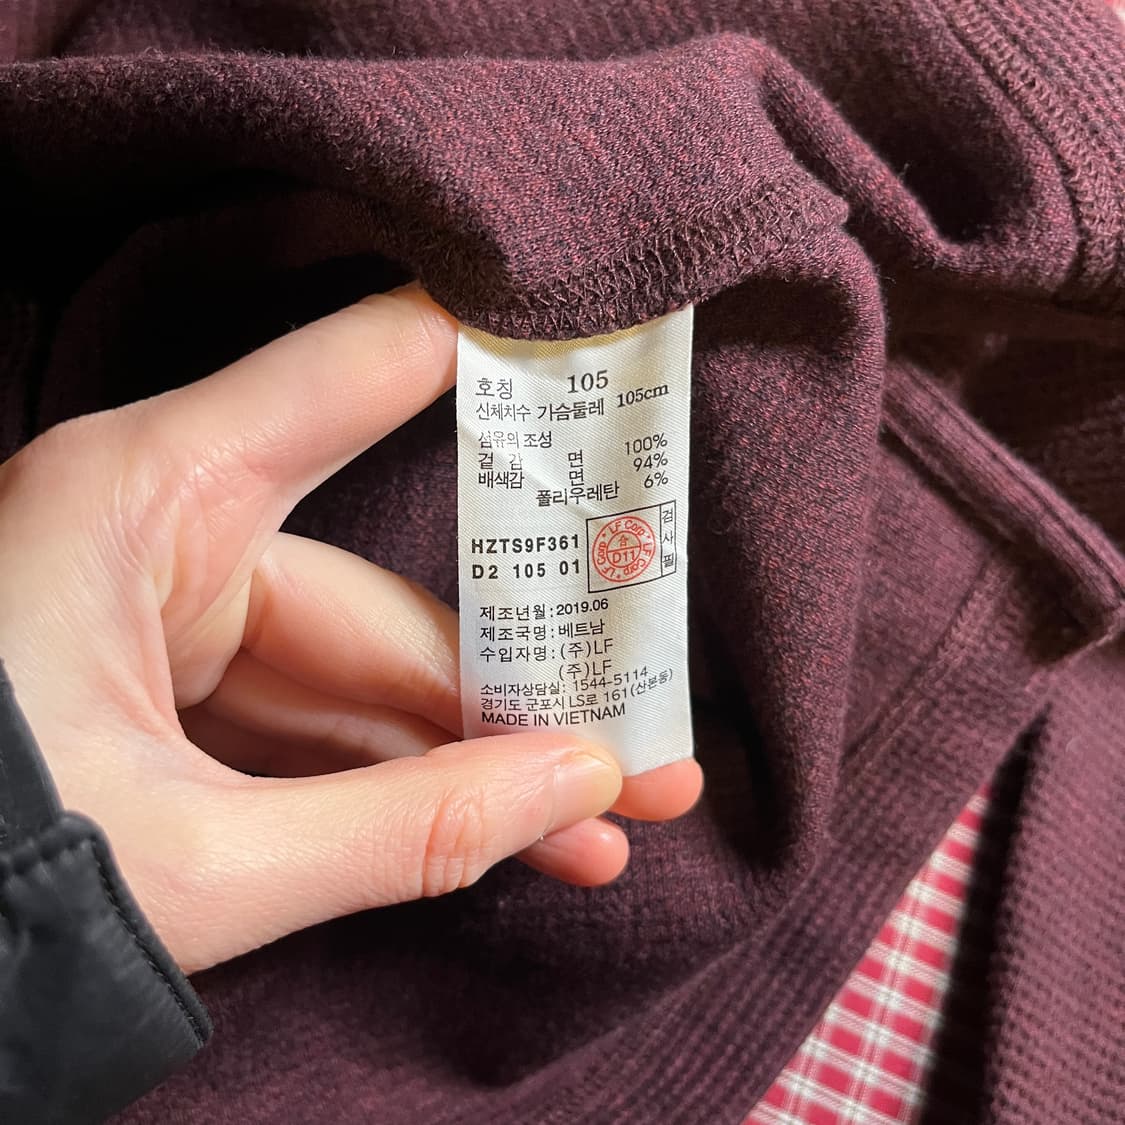 호칭 105
신체치수 가슴둘레 105cm
섬유의 조성
겉 감 면 100%
배색감 면 94%
폴리우레탄 6%
HZTS9F361
D2 105 01
LF Corp LF Corp LF
合
D11
검사필
제조년월:2019.06
제조국명:베트남
수입자명:(주)LF
(주)LF
소비자상담실: 1544-5114
경기도 군포시 LS로 161(산본동)
MADE IN VIETNAM